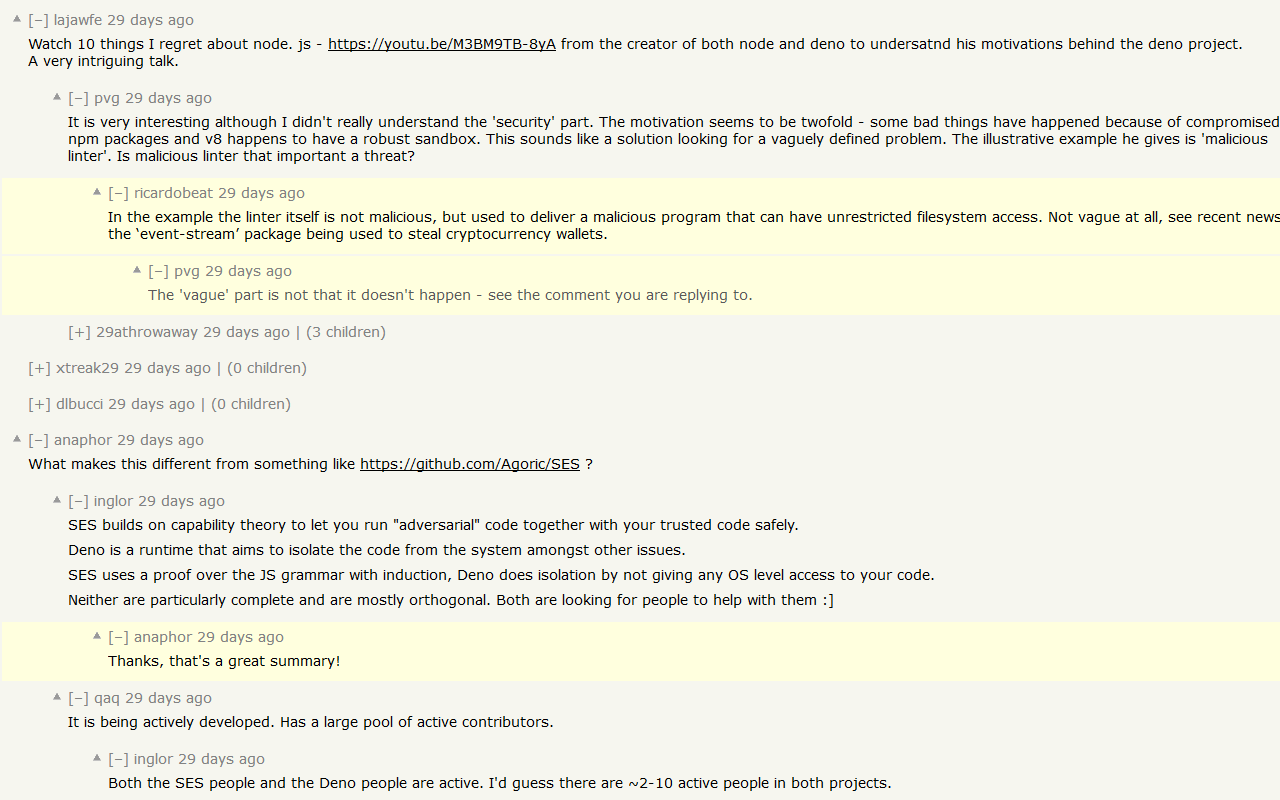 [–] lajawfe 29 days ago
Watch 10 things I regret about node. js - https://youtu.be/M3BM9TB-8yA from the creator of both node and deno to undersatnd his motivations behind the deno project.
A very intriguing talk.
[–] pvg 29 days ago
It is very interesting although I didn't really understand the 'security' part. The motivation seems to be twofold - some bad things have happened because of compromised
npm packages and v8 happens to have a robust sandbox. This sounds like a solution looking for a vaguely defined problem. The illustrative example he gives is 'malicious
linter'. Is malicious linter that important a threat?
[–] ricardobeat 29 days ago
In the example the linter itself is not malicious, but used to deliver a malicious program that can have unrestricted filesystem access. Not vague at all, see recent news
the ‘event-stream’ package being used to steal cryptocurrency wallets.
[–] pvg 29 days ago
The 'vague' part is not that it doesn't happen - see the comment you are replying to.
[+] 29athrowaway 29 days ago | (3 children)
[+] xtreak29 29 days ago | (0 children)
[+] dlbucci 29 days ago | (0 children)
[–] anaphor 29 days ago
What makes this different from something like https://github.com/Agoric/SES ?
[–] inglor 29 days ago
SES builds on capability theory to let you run "adversarial" code together with your trusted code safely.
Deno is a runtime that aims to isolate the code from the system amongst other issues.
SES uses a proof over the JS grammar with induction, Deno does isolation by not giving any OS level access to your code.
Neither are particularly complete and are mostly orthogonal. Both are looking for people to help with them :]
[–] anaphor 29 days ago
Thanks, that's a great summary!
[–] qaq 29 days ago
It is being actively developed. Has a large pool of active contributors.
[–] inglor 29 days ago
Both the SES people and the Deno people are active. I'd guess there are ~2-10 active people in both projects.